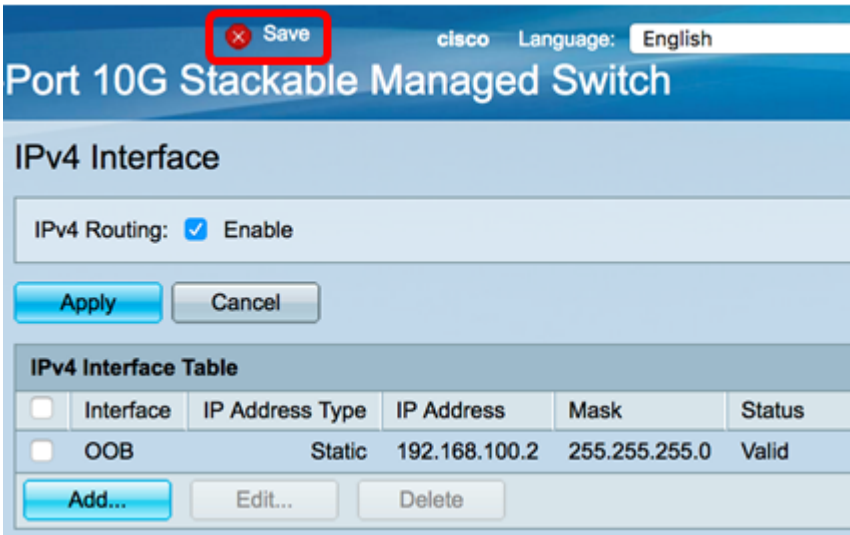 Save cisco Language: English
-Port 10G Stackable Managed Switch
IPv4 Interface
IPv4 Routing: Enable
Apply Cancel
IPv4 Interface Table
Interface IP Address Type IP Address Mask Status
OOB Static 192.168.100.2 255.255.255.0 Valid
Add... Edit... Delete